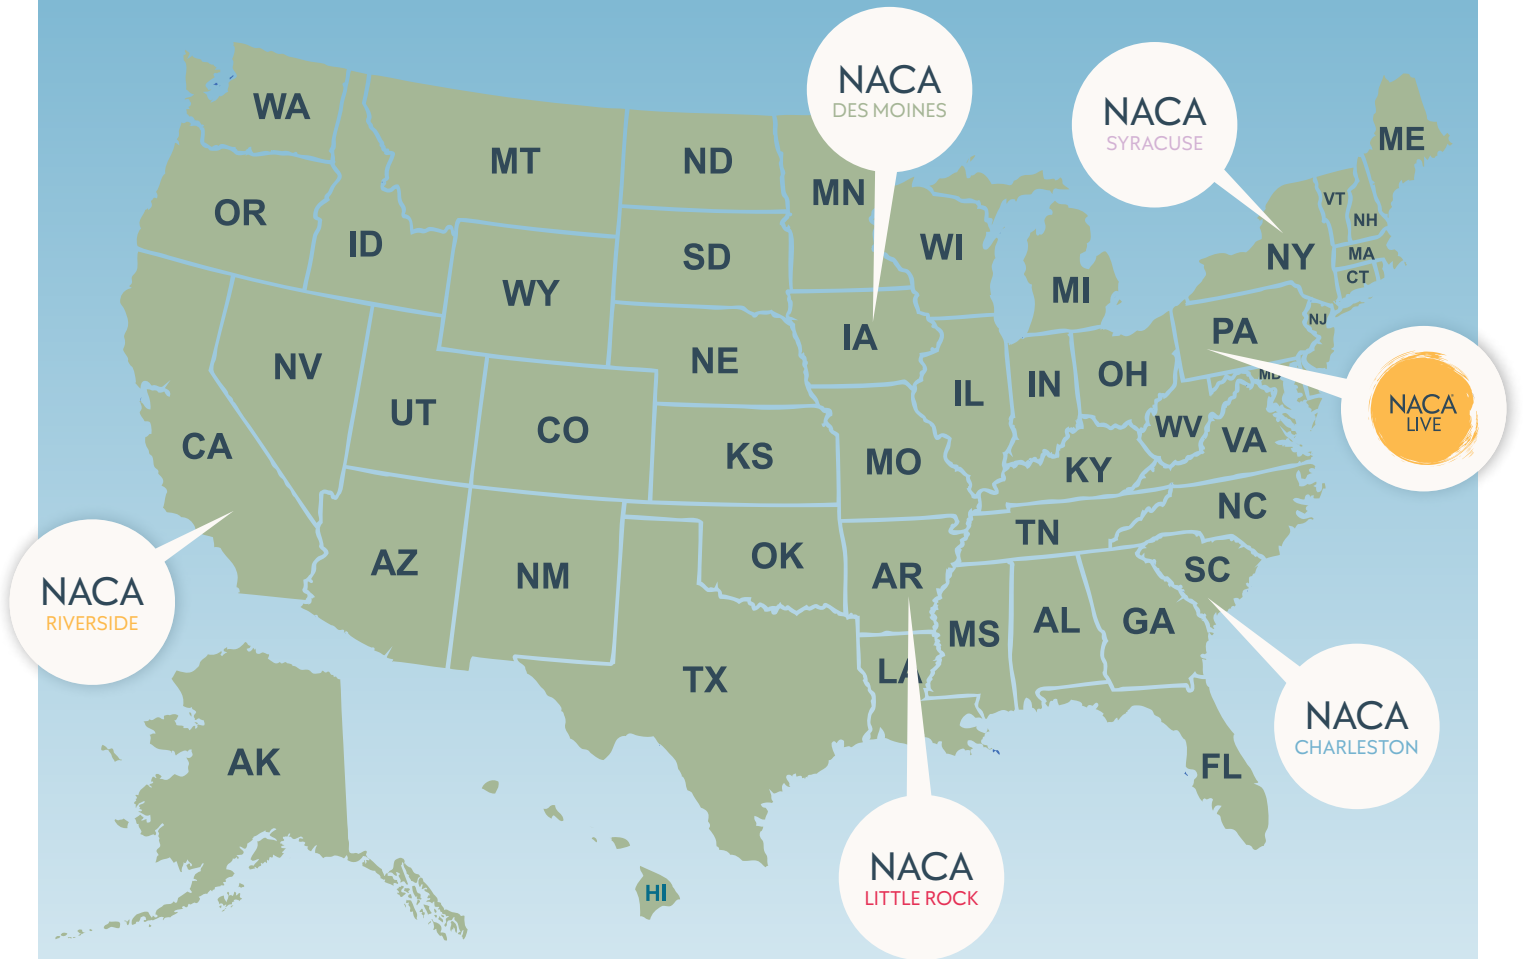 NACA
DES MOINES
NACA
SYRACUSE
WA
MT
ND
MN
ME
OR
ID
SD
WI
VT
NH
NY
MA
CT
WY
MI
NJ
IA
PA
NV
NE
OH
MD
UT
CO
IL
IN
NACA
LIVE
CA
KS
MO
KY
WV
VA
NC
AZ
NM
OK
AR
TN
SC
NACA
RIVERSIDE
TX
LA
MS
AL
GA
NACA
CHARLESTON
AK
FL
HI
NACA
LITTLE ROCK